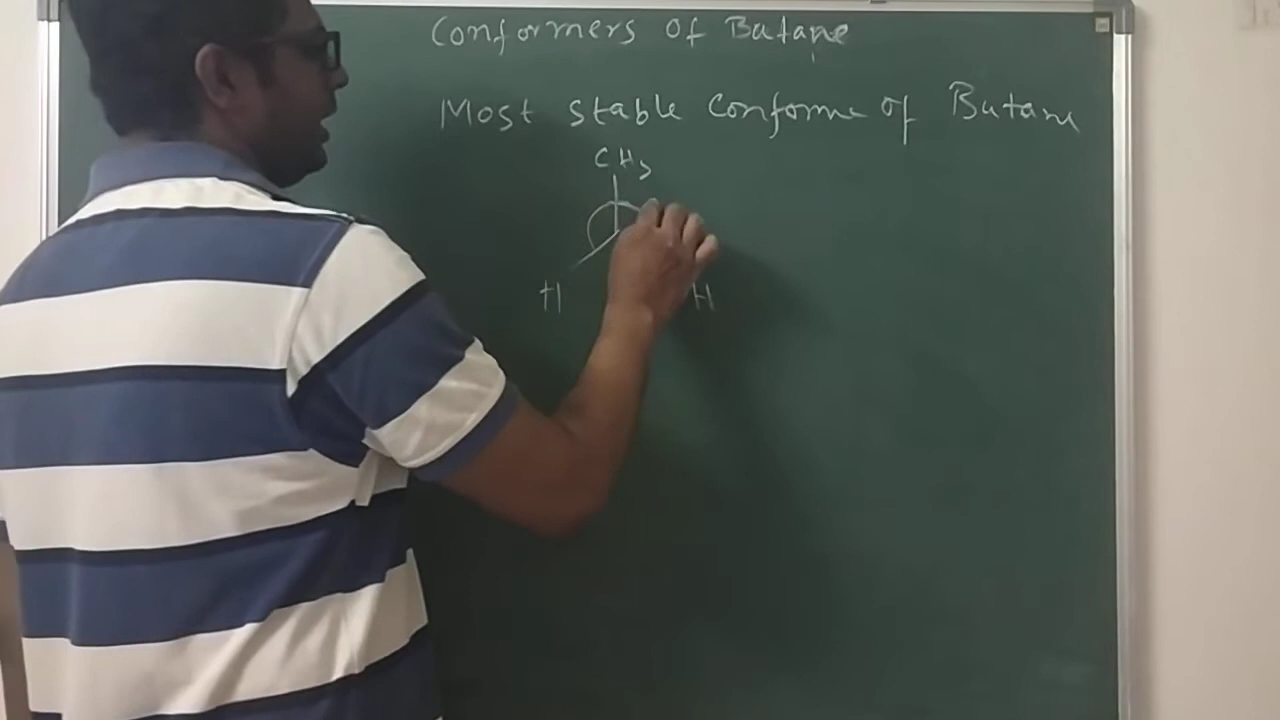 Conformers of Butane
Most stable Conforme of Butane
CH3
H H